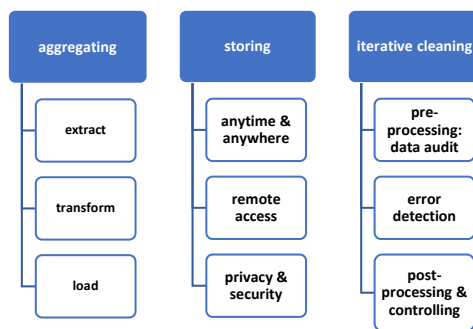 aggregating
extract
transform
load
storing
anytime &
anywhere
remote
access
privacy &
security
iterative cleaning
pre-
processing:
data audit
error
detection
post-
processing &
controlling